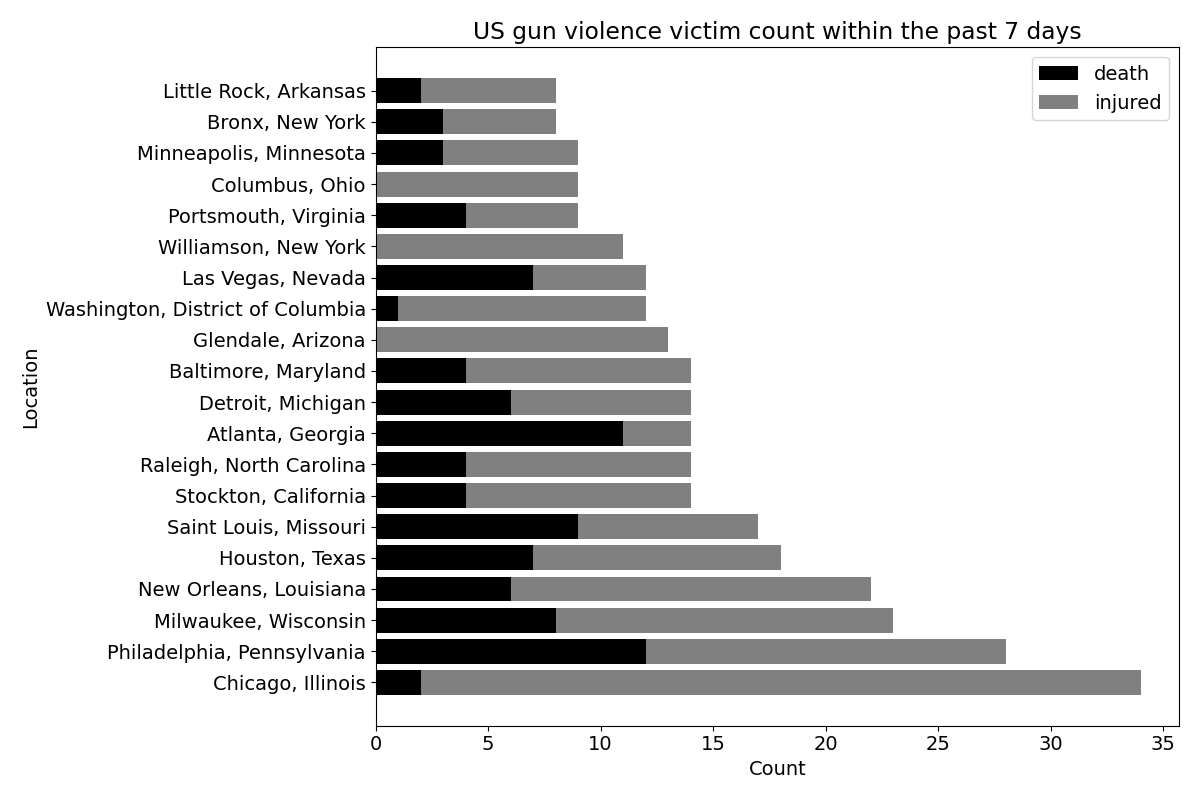 US gun violence victim count within the past 7 days
death
injured
Little Rock, Arkansas
Bronx, New York
Minneapolis, Minnesota
Columbus, Ohio
Portsmouth, Virginia
Williamson, New York
Las Vegas, Nevada
Washington, District of Columbia
Glendale, Arizona
Baltimore, Maryland
Detroit, Michigan
Atlanta, Georgia
Raleigh, North Carolina
Stockton, California
Saint Louis, Missouri
Houston, Texas
New Orleans, Louisiana
Milwaukee, Wisconsin
Philadelphia, Pennsylvania
Chicago, Illinois
Location
0 5 10 15 20 25 30 35
Count